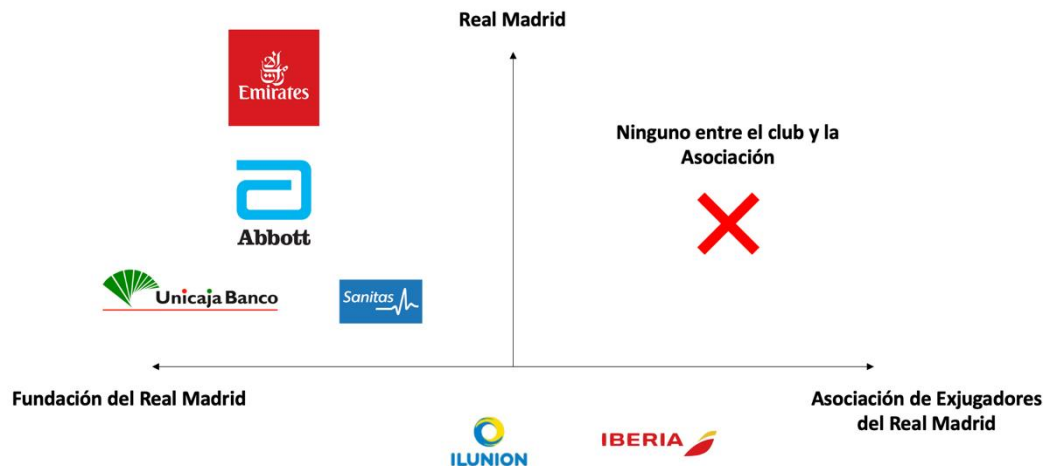 Real Madrid
الإمارات
Emirates
Ninguno entre el club y la
Asociación
Abbott
Unicaja Banco
Sanitas
Fundación del Real Madrid
Asociación de Exjugadores
del Real Madrid
ILUNION
IBERIA